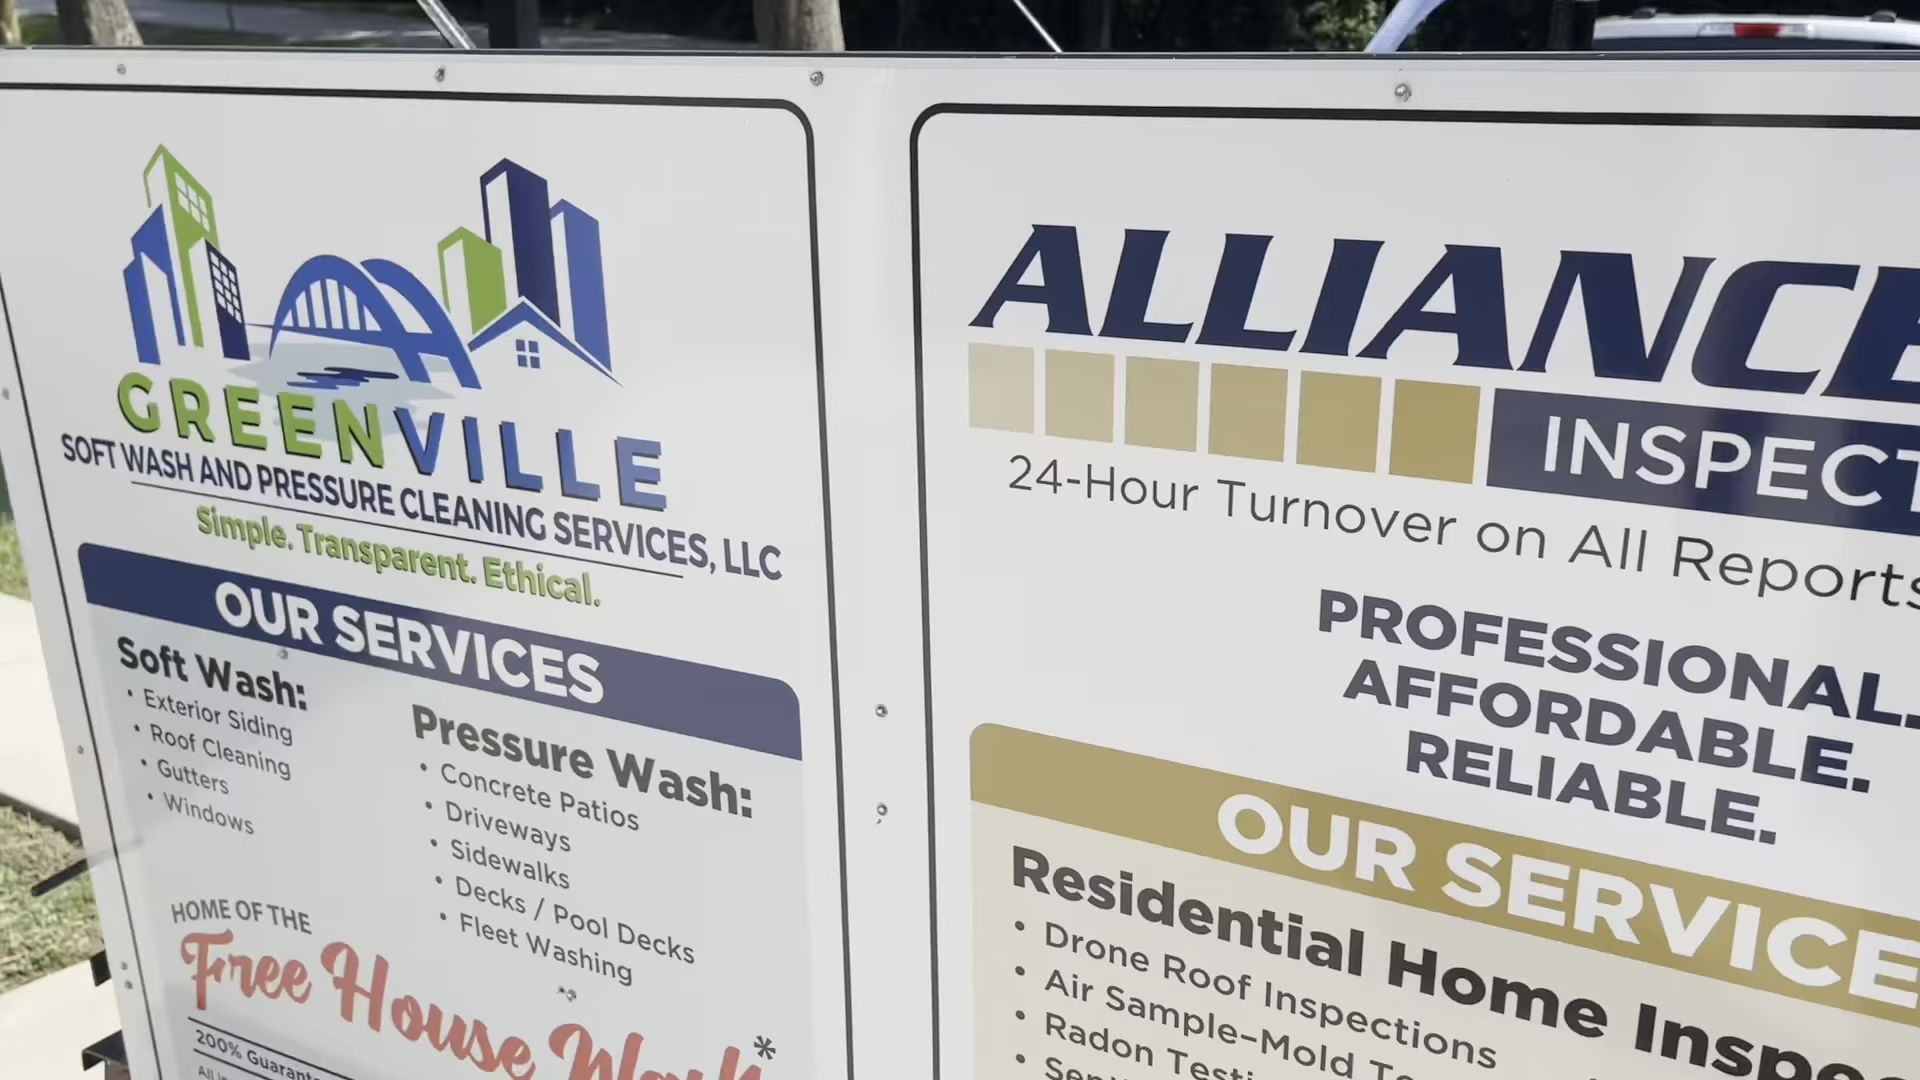 GREENVILLE
SOFT WASH AND PRESSURE CLEANING SERVICES, LLC
Simple. Transparent. Ethical.
OUR SERVICES
Soft Wash:
• Exterior Siding
• Roof Cleaning
• Gutters
• Windows
Pressure Wash:
• Concrete Patios
• Driveways
• Sidewalks
• Decks / Pool Decks
• Fleet Washing
HOME OF THE
Free House
200%
ALLIANCE
INSPECT
24-Hour Turnover on All Reports
PROFESSIONAL.
AFFORDABLE.
RELIABLE.
OUR SERVICE
Residential Home Inspe
• Drone Roof Inspections
• Air Sample–Mold
• Radon